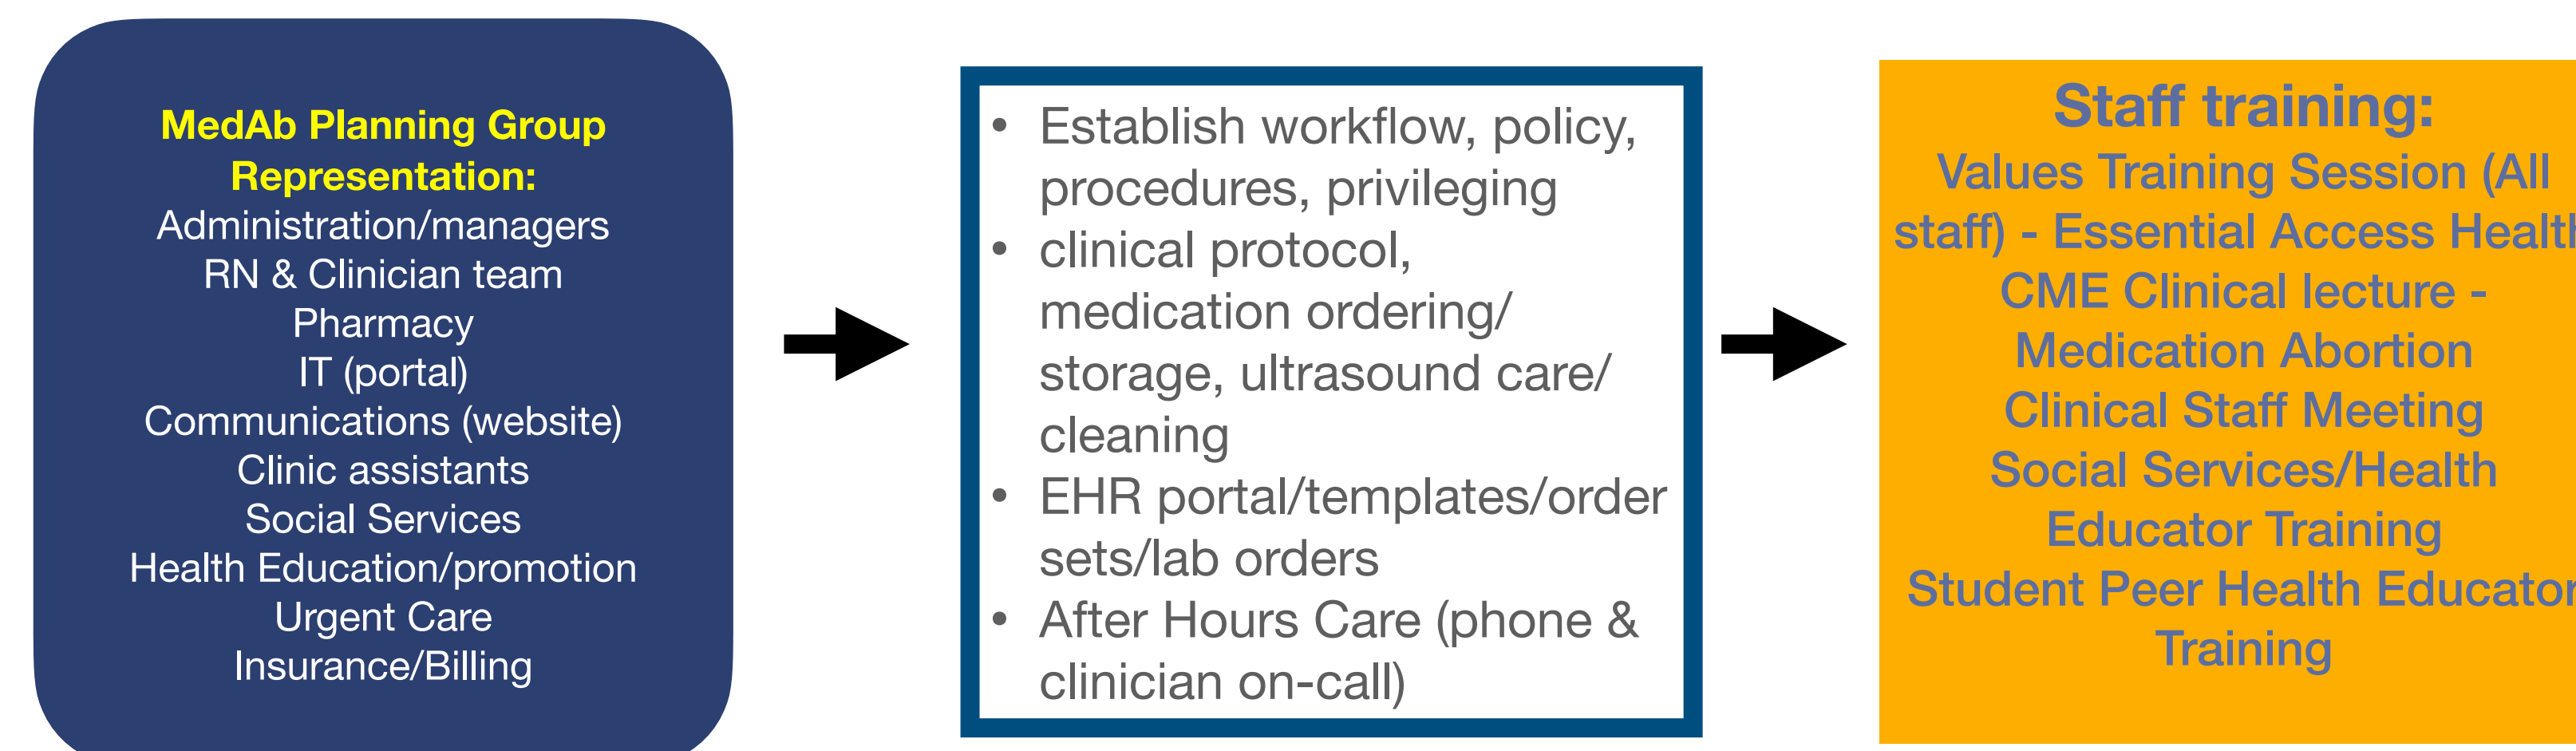 MedAb Planning Group
Representation:
Administration/managers
RN & Clinician team
Pharmacy
IT (portal)
Communications (website)
Clinic assistants
Social Services
Health Education/promotion
Urgent Care
Insurance/Billing
• Establish workflow, policy,
procedures, privileging
• clinical protocol,
medication ordering/
storage, ultrasound care/
cleaning
• EHR portal/templates/order
sets/lab orders
• After Hours Care (phone &
clinician on-call)
Staff training:
Values Training Session (All
staff) - Essential Access Health
CME Clinical lecture -
Medication Abortion
Clinical Staff Meeting
Social Services/Health
Educator Training
Student Peer Health Educator
Training